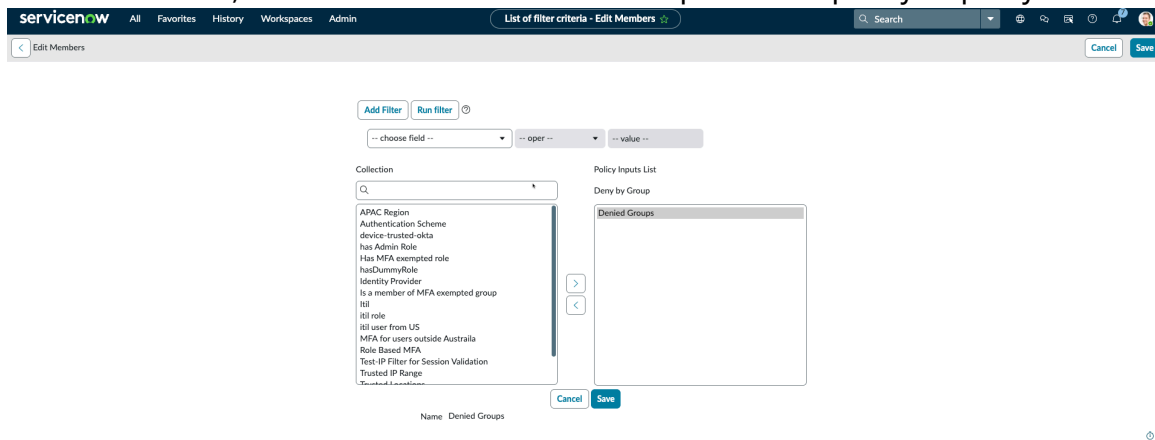 servicenow All Favorites History Workspaces Admin List of filter criteria - Edit Members Search
Edit Members Cancel Save
Add Filter Run filter
-- choose field -- -- oper -- -- value --
Collection Policy Inputs List
Deny by Group
APAC Region Denied Groups
Authentication Scheme
device-trusted-okta
has Admin Role
Has MFA exempted role
hasDummyRole
Identity Provider
Is a member of MFA exempted group
Itil
itil role
itil user from US
MFA for users outside Austraila
Role Based MFA
Test-IP Filter for Session Validation
Trusted IP Range
Trusted Locations
Cancel Save
Name Denied Groups